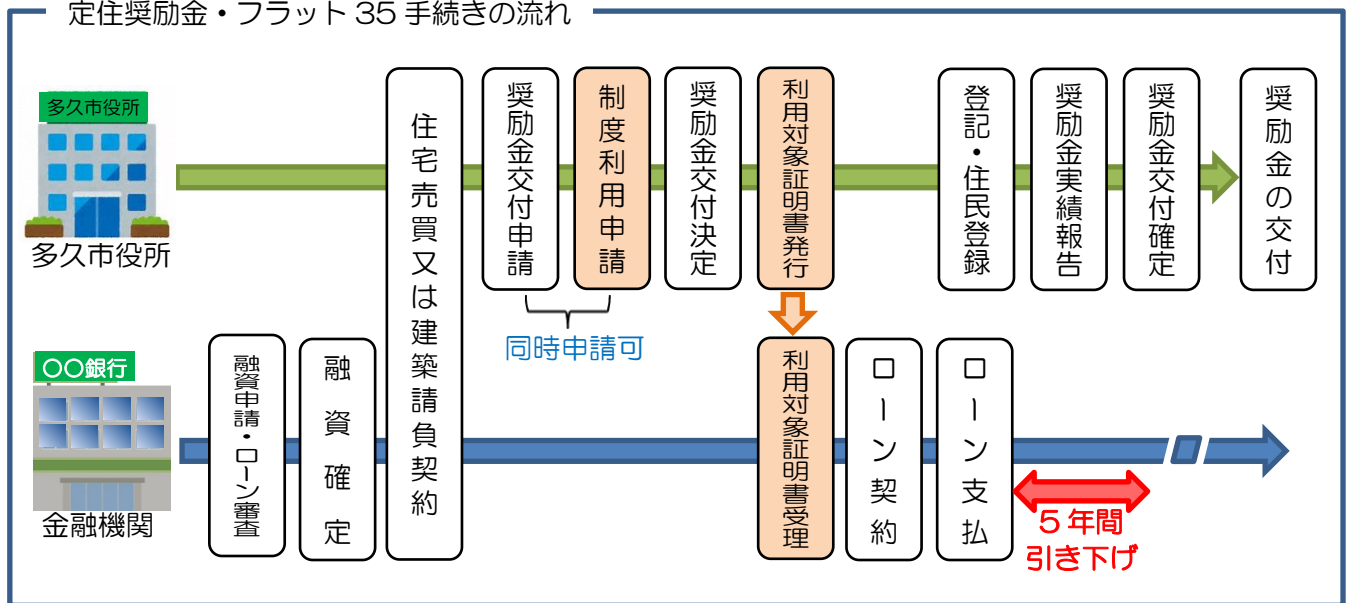 定住奨励金・フラット35手続きの流れ
多久市役所
多久市役所
住宅売買又は建築請負契約
奨励金交付申請
制度利用申請
奨励金交付決定
利用対象証明書発行
登記・住民登録
奨励金実績報告
奨励金交付確定
奨励金の交付
同時申請可
〇〇銀行
金融機関
融資申請・ローン審査
融資確定
利用対象証明書受理
ローン契約
ローン支払
5年間
引き下げ